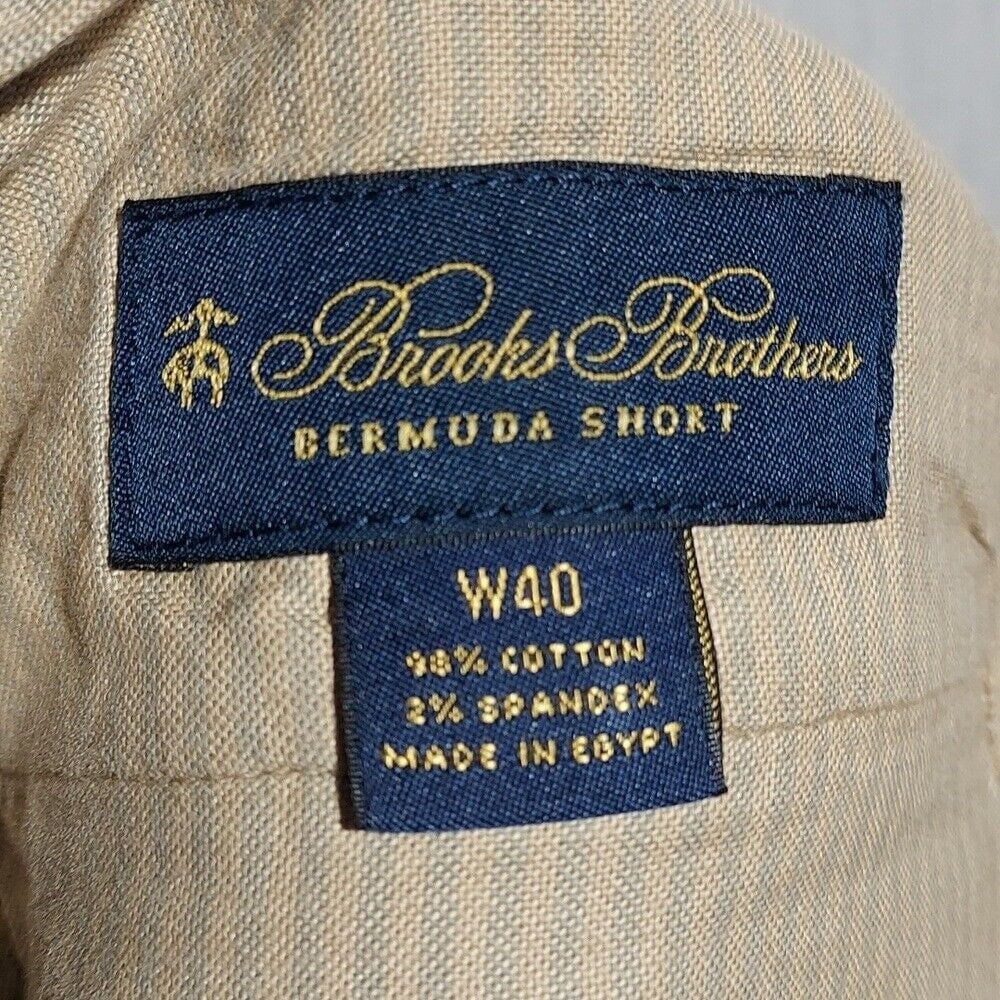 Brooks Brothers
BERMUDA SHORT
W40
98% COTTON
2% SPANDEX
MADE IN EGYPT